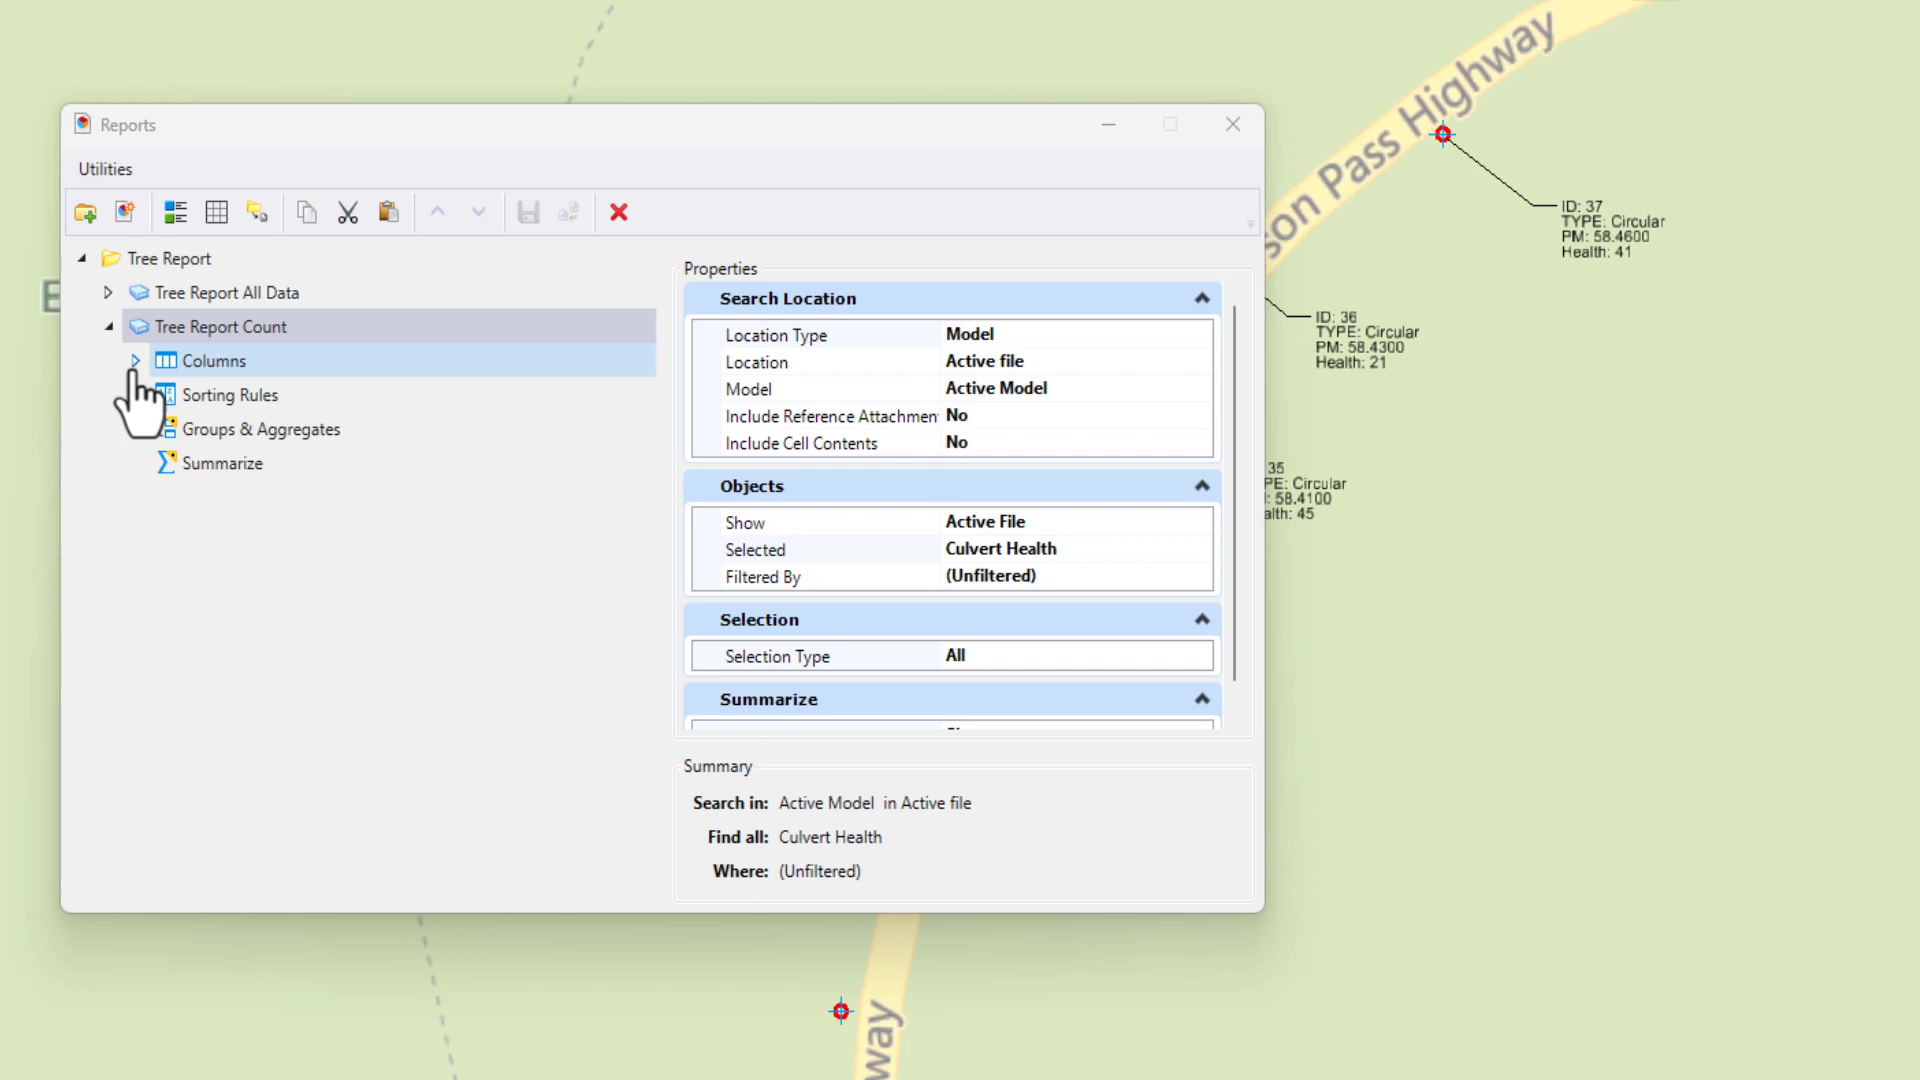 Reports
Utilities
Tree Report
Tree Report All Data
Tree Report Count
Columns
Sorting Rules
Groups & Aggregates
Summarize
Properties
Search Location
Location Type Model
Location Active file
Model Active Model
Include Reference Attachmen No
Include Cell Contents No
Objects
Show Active File
Selected Culvert Health
Filtered By (Unfiltered)
Selection
Selection Type All
Summarize
Summary
Search in: Active Model in Active file
Find all: Culvert Health
Where: (Unfiltered)
son Pass Highway
ID: 37
TYPE: Circular
PM: 58.4600
Health: 41
ID: 36
TYPE: Circular
PM: 58.4300
Health: 21
35
PE: Circular
: 58.4100
alth: 45
way
E